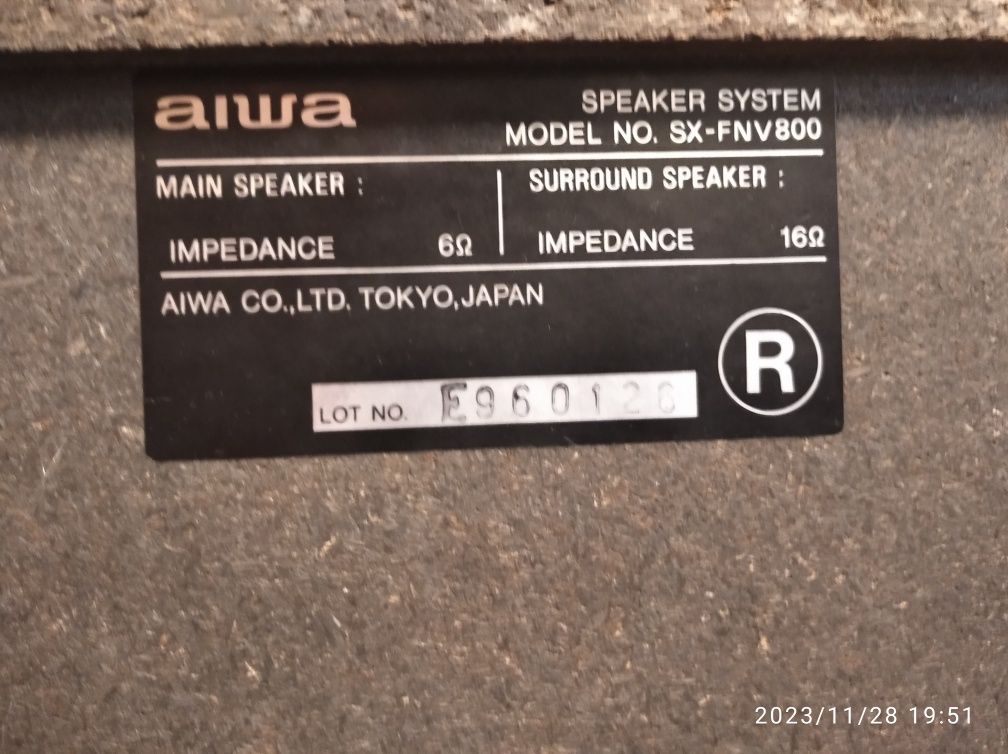 aiwa
SPEAKER SYSTEM
MODEL NO. SX-FNV800
MAIN SPEAKER :
IMPEDANCE 6Ω
SURROUND SPEAKER :
IMPEDANCE 16Ω
AIWA CO.,LTD. TOKYO,JAPAN
R
LOT NO.
2023/11/28 19:51